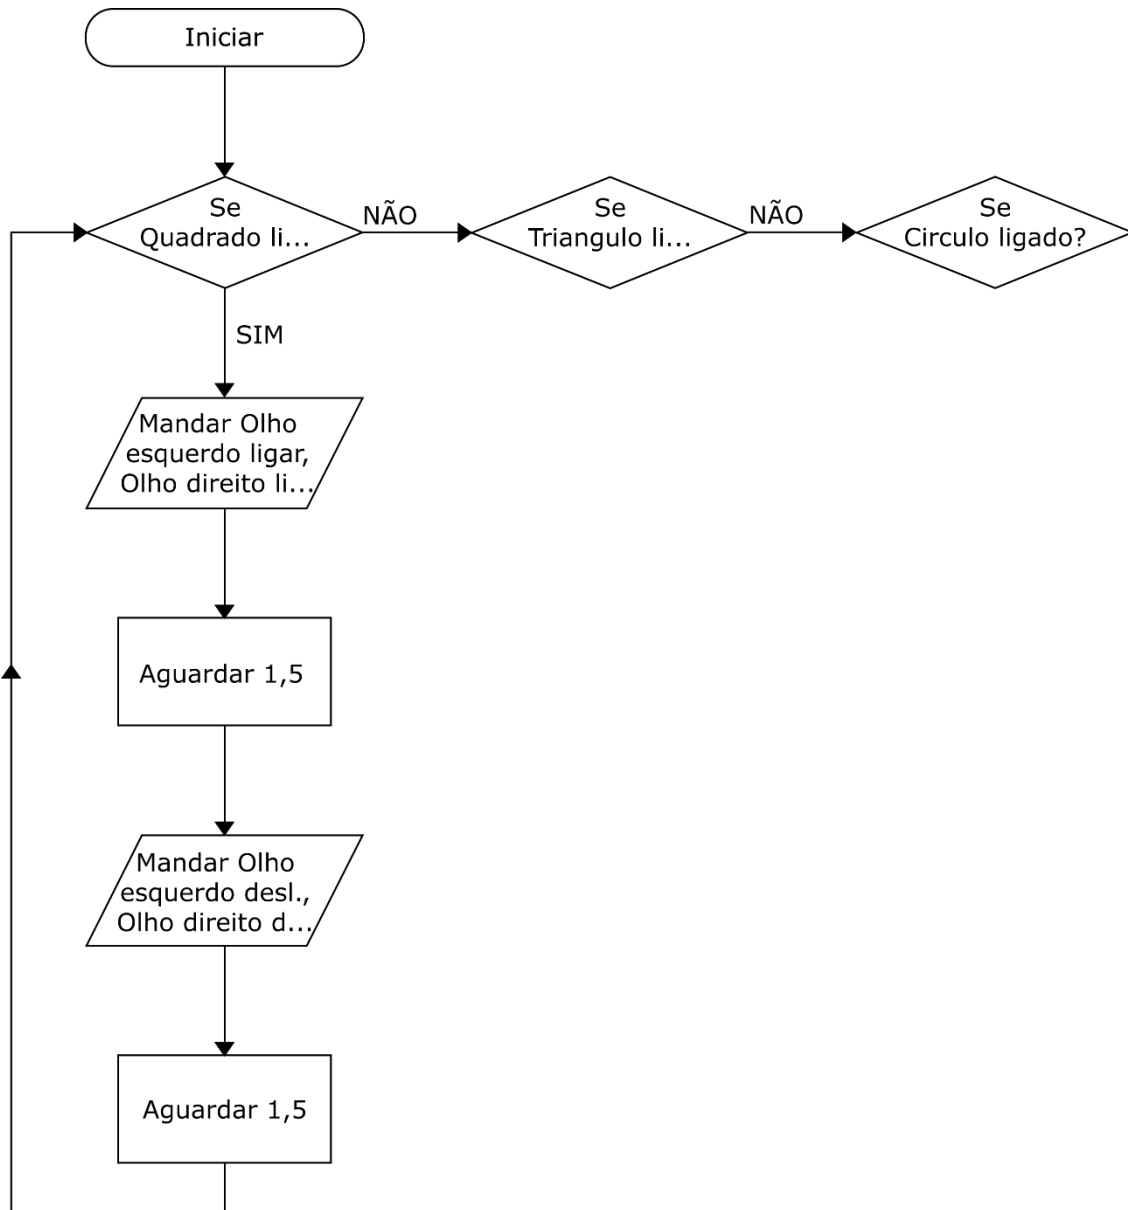 Iniciar
Se
Quadrado li...
NÃO
Se
Triangulo li...
NÃO
Se
Circulo ligado?
SIM
Mandar Olho
esquerdo ligar,
Olho direito li...
Aguardar 1,5
Mandar Olho
esquerdo desl.,
Olho direito d...
Aguardar 1,5